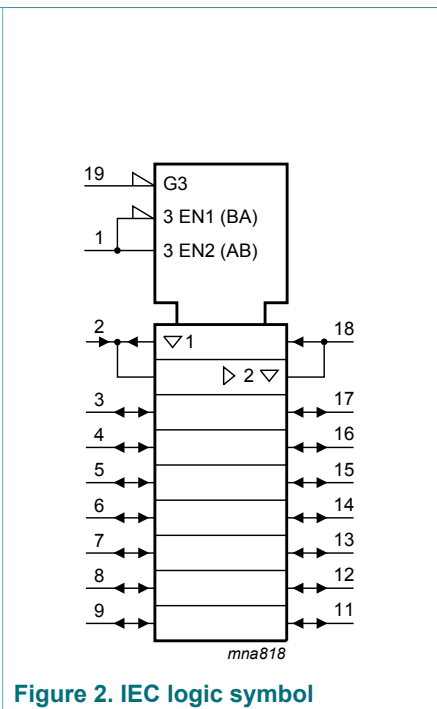 19 G3
3 EN1 (BA)
1 3 EN2 (AB)
2 1 18
2
3 17
4 16
5 15
6 14
7 13
8 12
9 11
mna818
Figure 2. IEC logic symbol